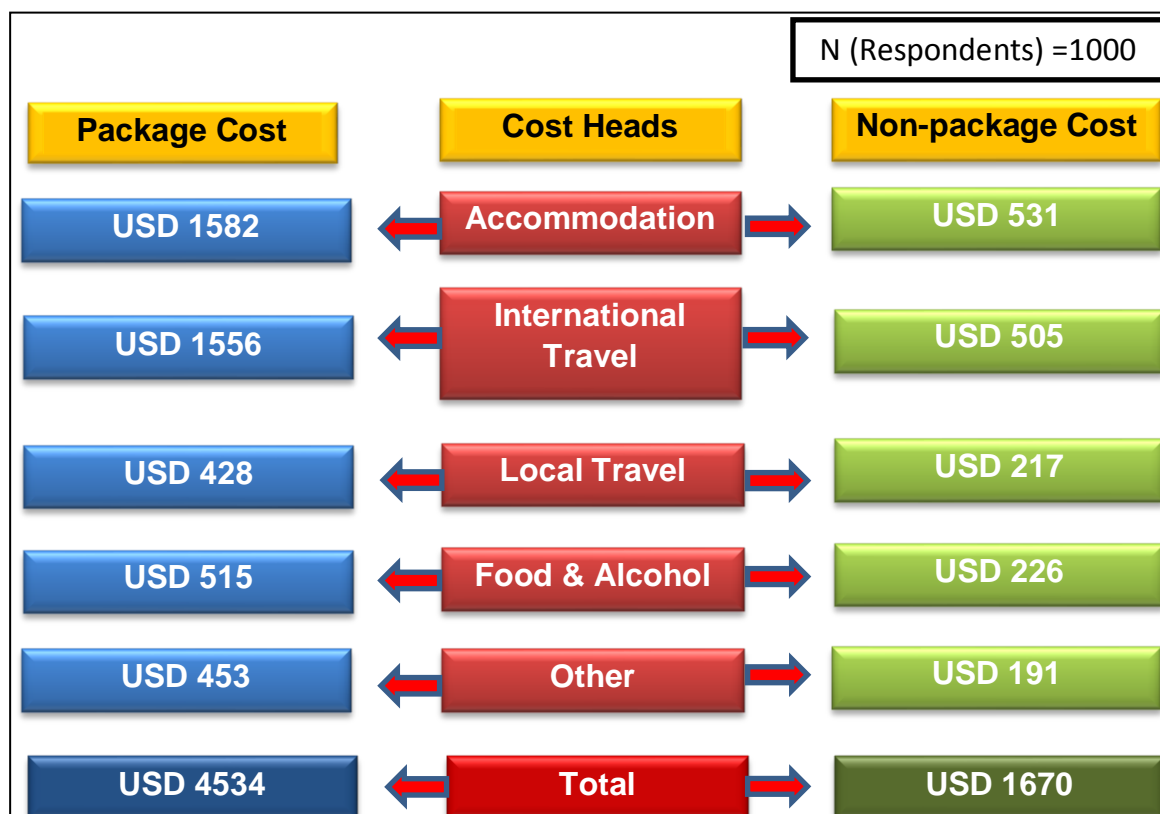 N (Respondents) =1000
Package Cost
Cost Heads
Non-package Cost
USD 1582
Accommodation
USD 531
USD 1556
International
Travel
USD 505
USD 428
Local Travel
USD 217
USD 515
Food & Alcohol
USD 226
USD 453
Other
USD 191
USD 4534
Total
USD 1670